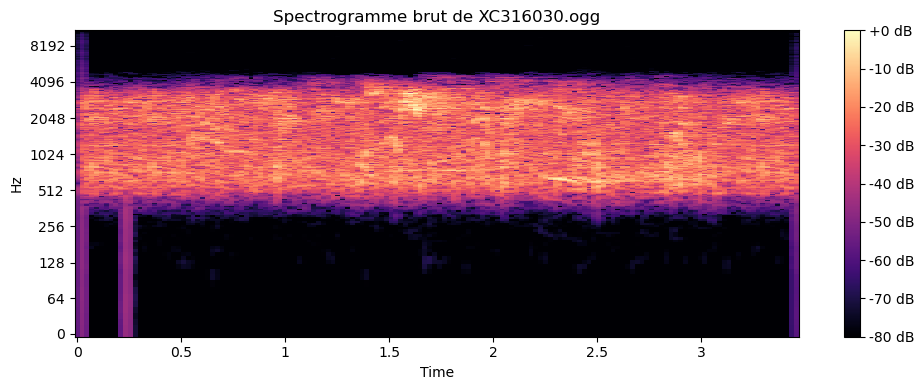 Spectrogramme brut de XC316030.ogg
8192
4096
2048
1024
512
256
128
64
0
Hz
0
0.5
1
1.5
2
2.5
3
Time
+0 dB
-10 dB
-20 dB
-30 dB
-40 dB
-50 dB
-60 dB
-70 dB
-80 dB